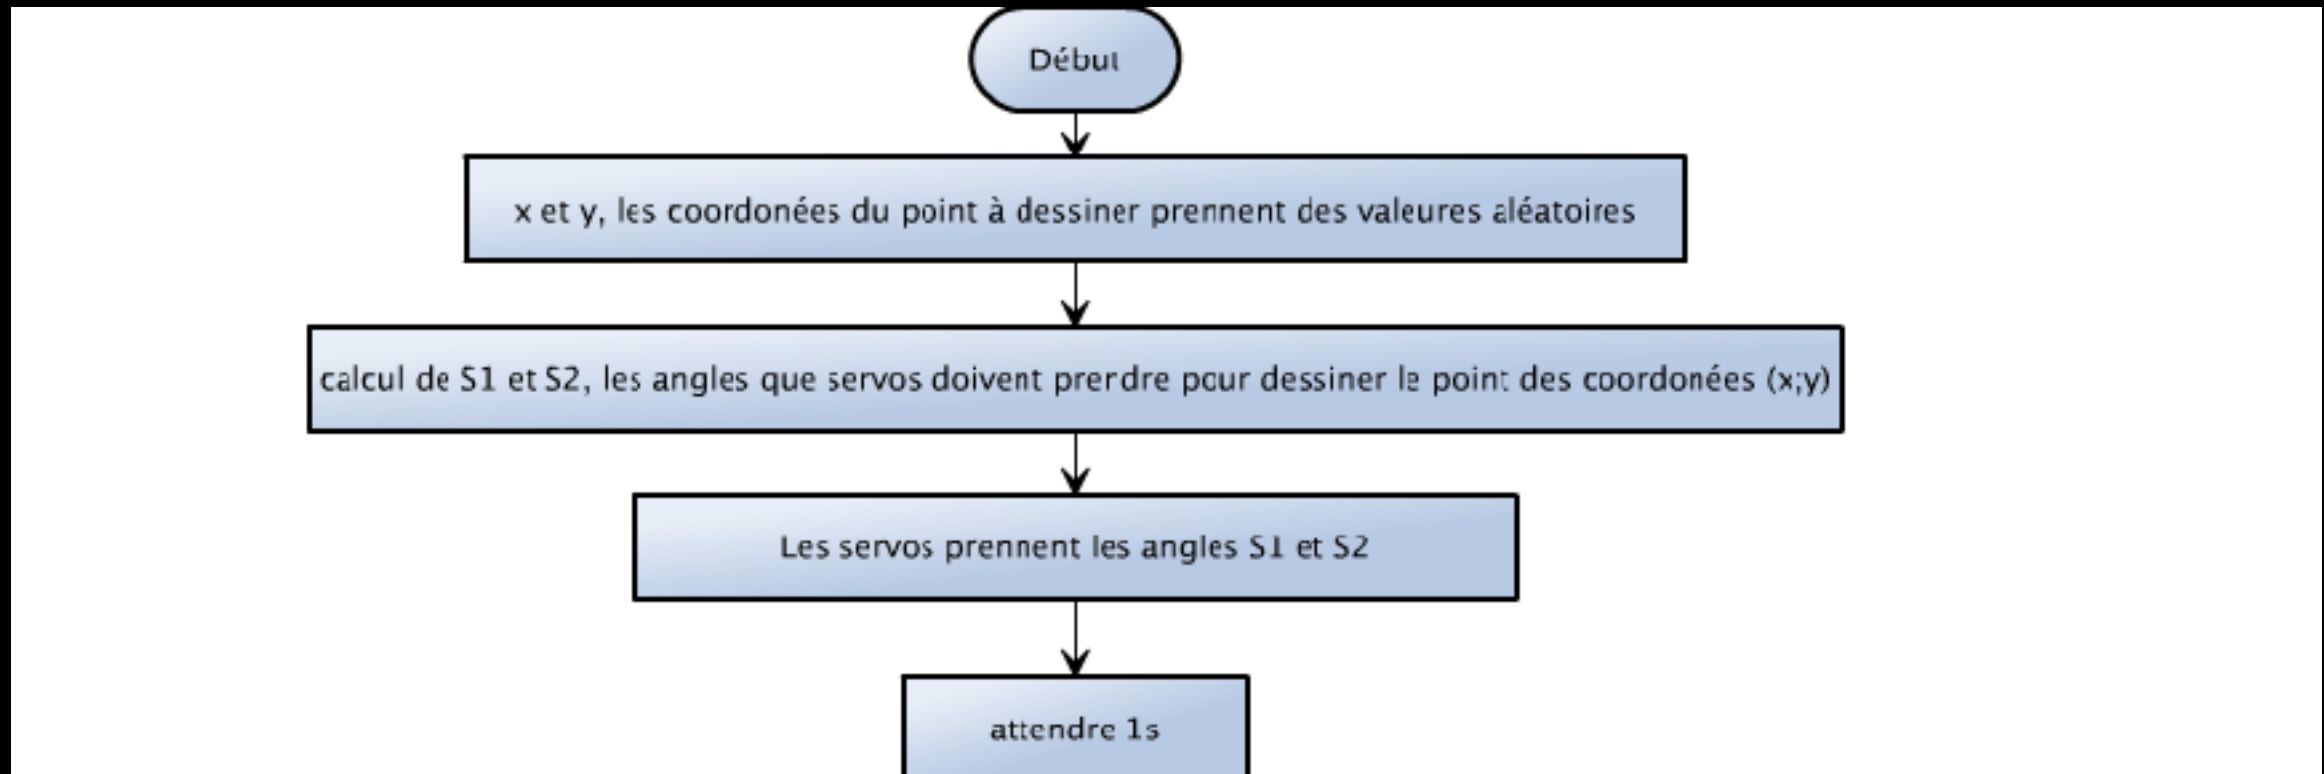 Début
x et y, les coordonées du point à dessiner prennent des valeures aléatoires
calcul de S1 et S2, les angles que servos doivent prendre pour dessiner le point des coordonées (x;y)
Les servos prennent les angles S1 et S2
attendre 1s